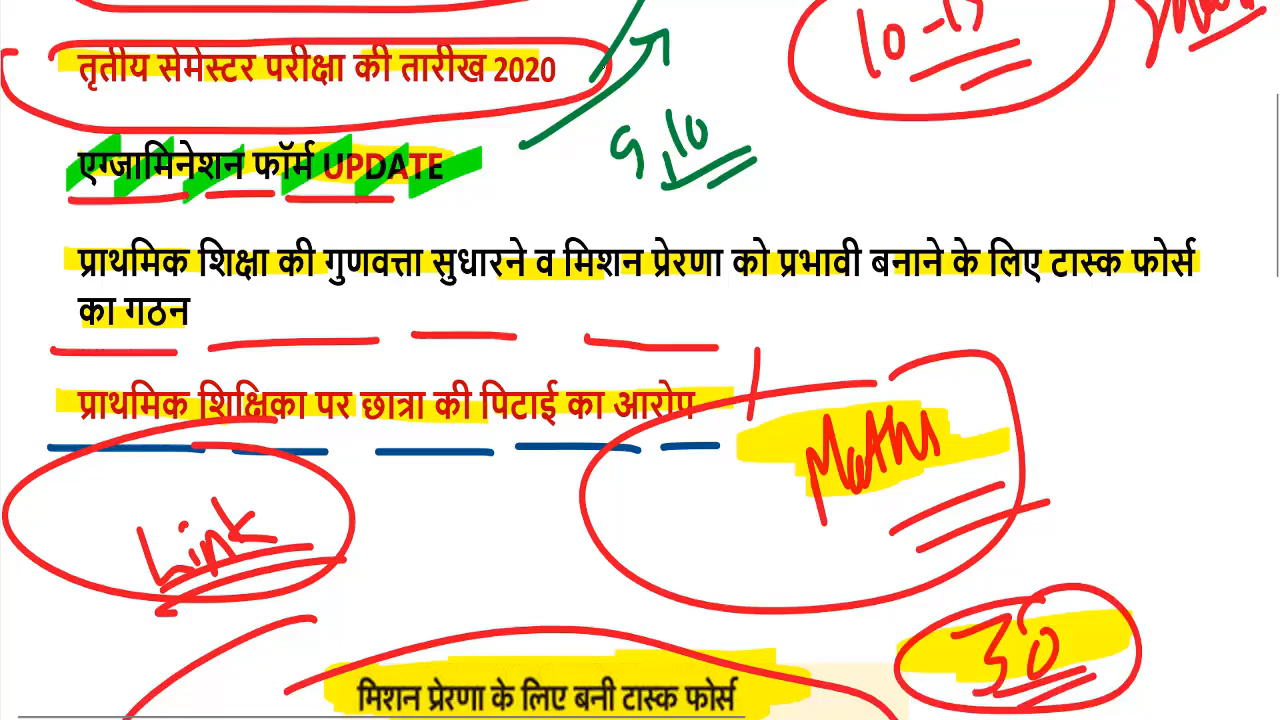 10-15
तृतीय सेमेस्टर परीक्षा की तारीख 2020
9,10
एग्जामिनेशन फॉर्म UPDATE
प्राथमिक शिक्षा की गुणवत्ता सुधारने व मिशन प्रेरणा को प्रभावी बनाने के लिए टास्क फोर्स
का गठन
प्राथमिक शिक्षिका पर छात्रा की पिटाई का आरोप
Maths
Link
30
मिशन प्रेरणा के लिए बनी टास्क फोर्स